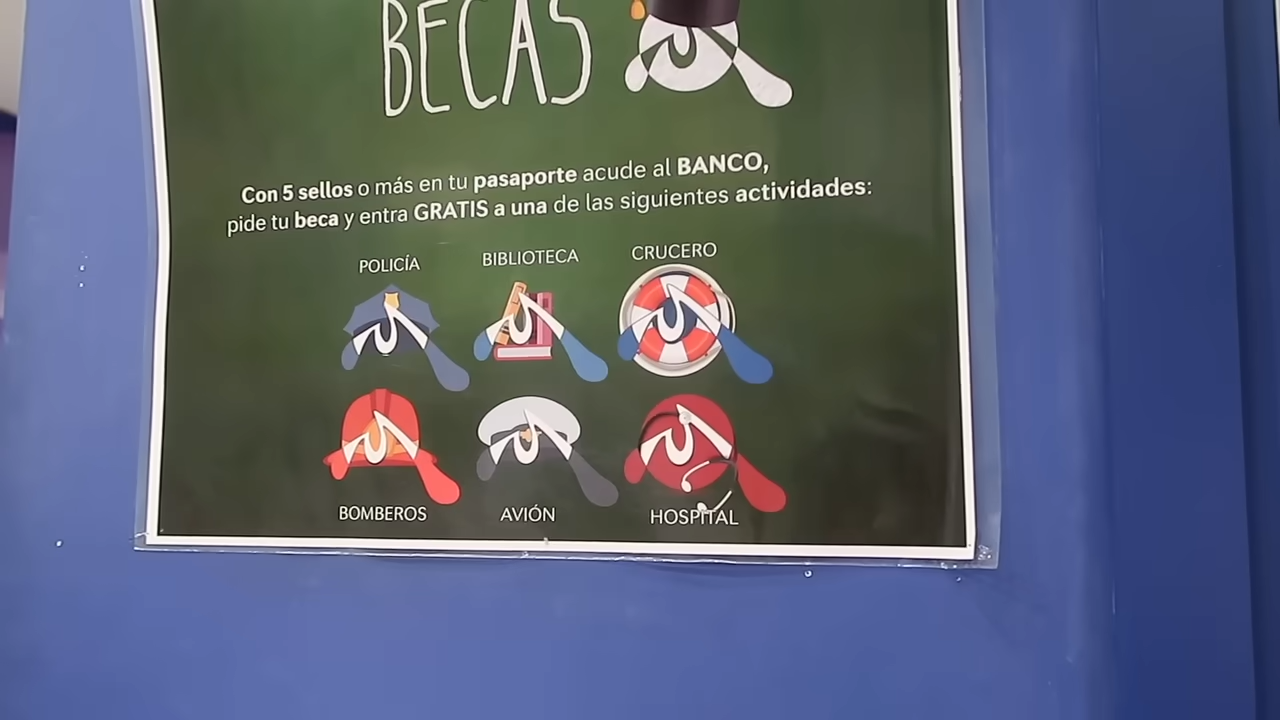 BECAS
Con 5 sellos o más en tu pasaporte acude al BANCO,
pide tu beca y entra GRATIS a una de las siguientes actividades:
POLICÍA BIBLIOTECA CRUCERO
BOMBEROS AVIÓN HOSPITAL